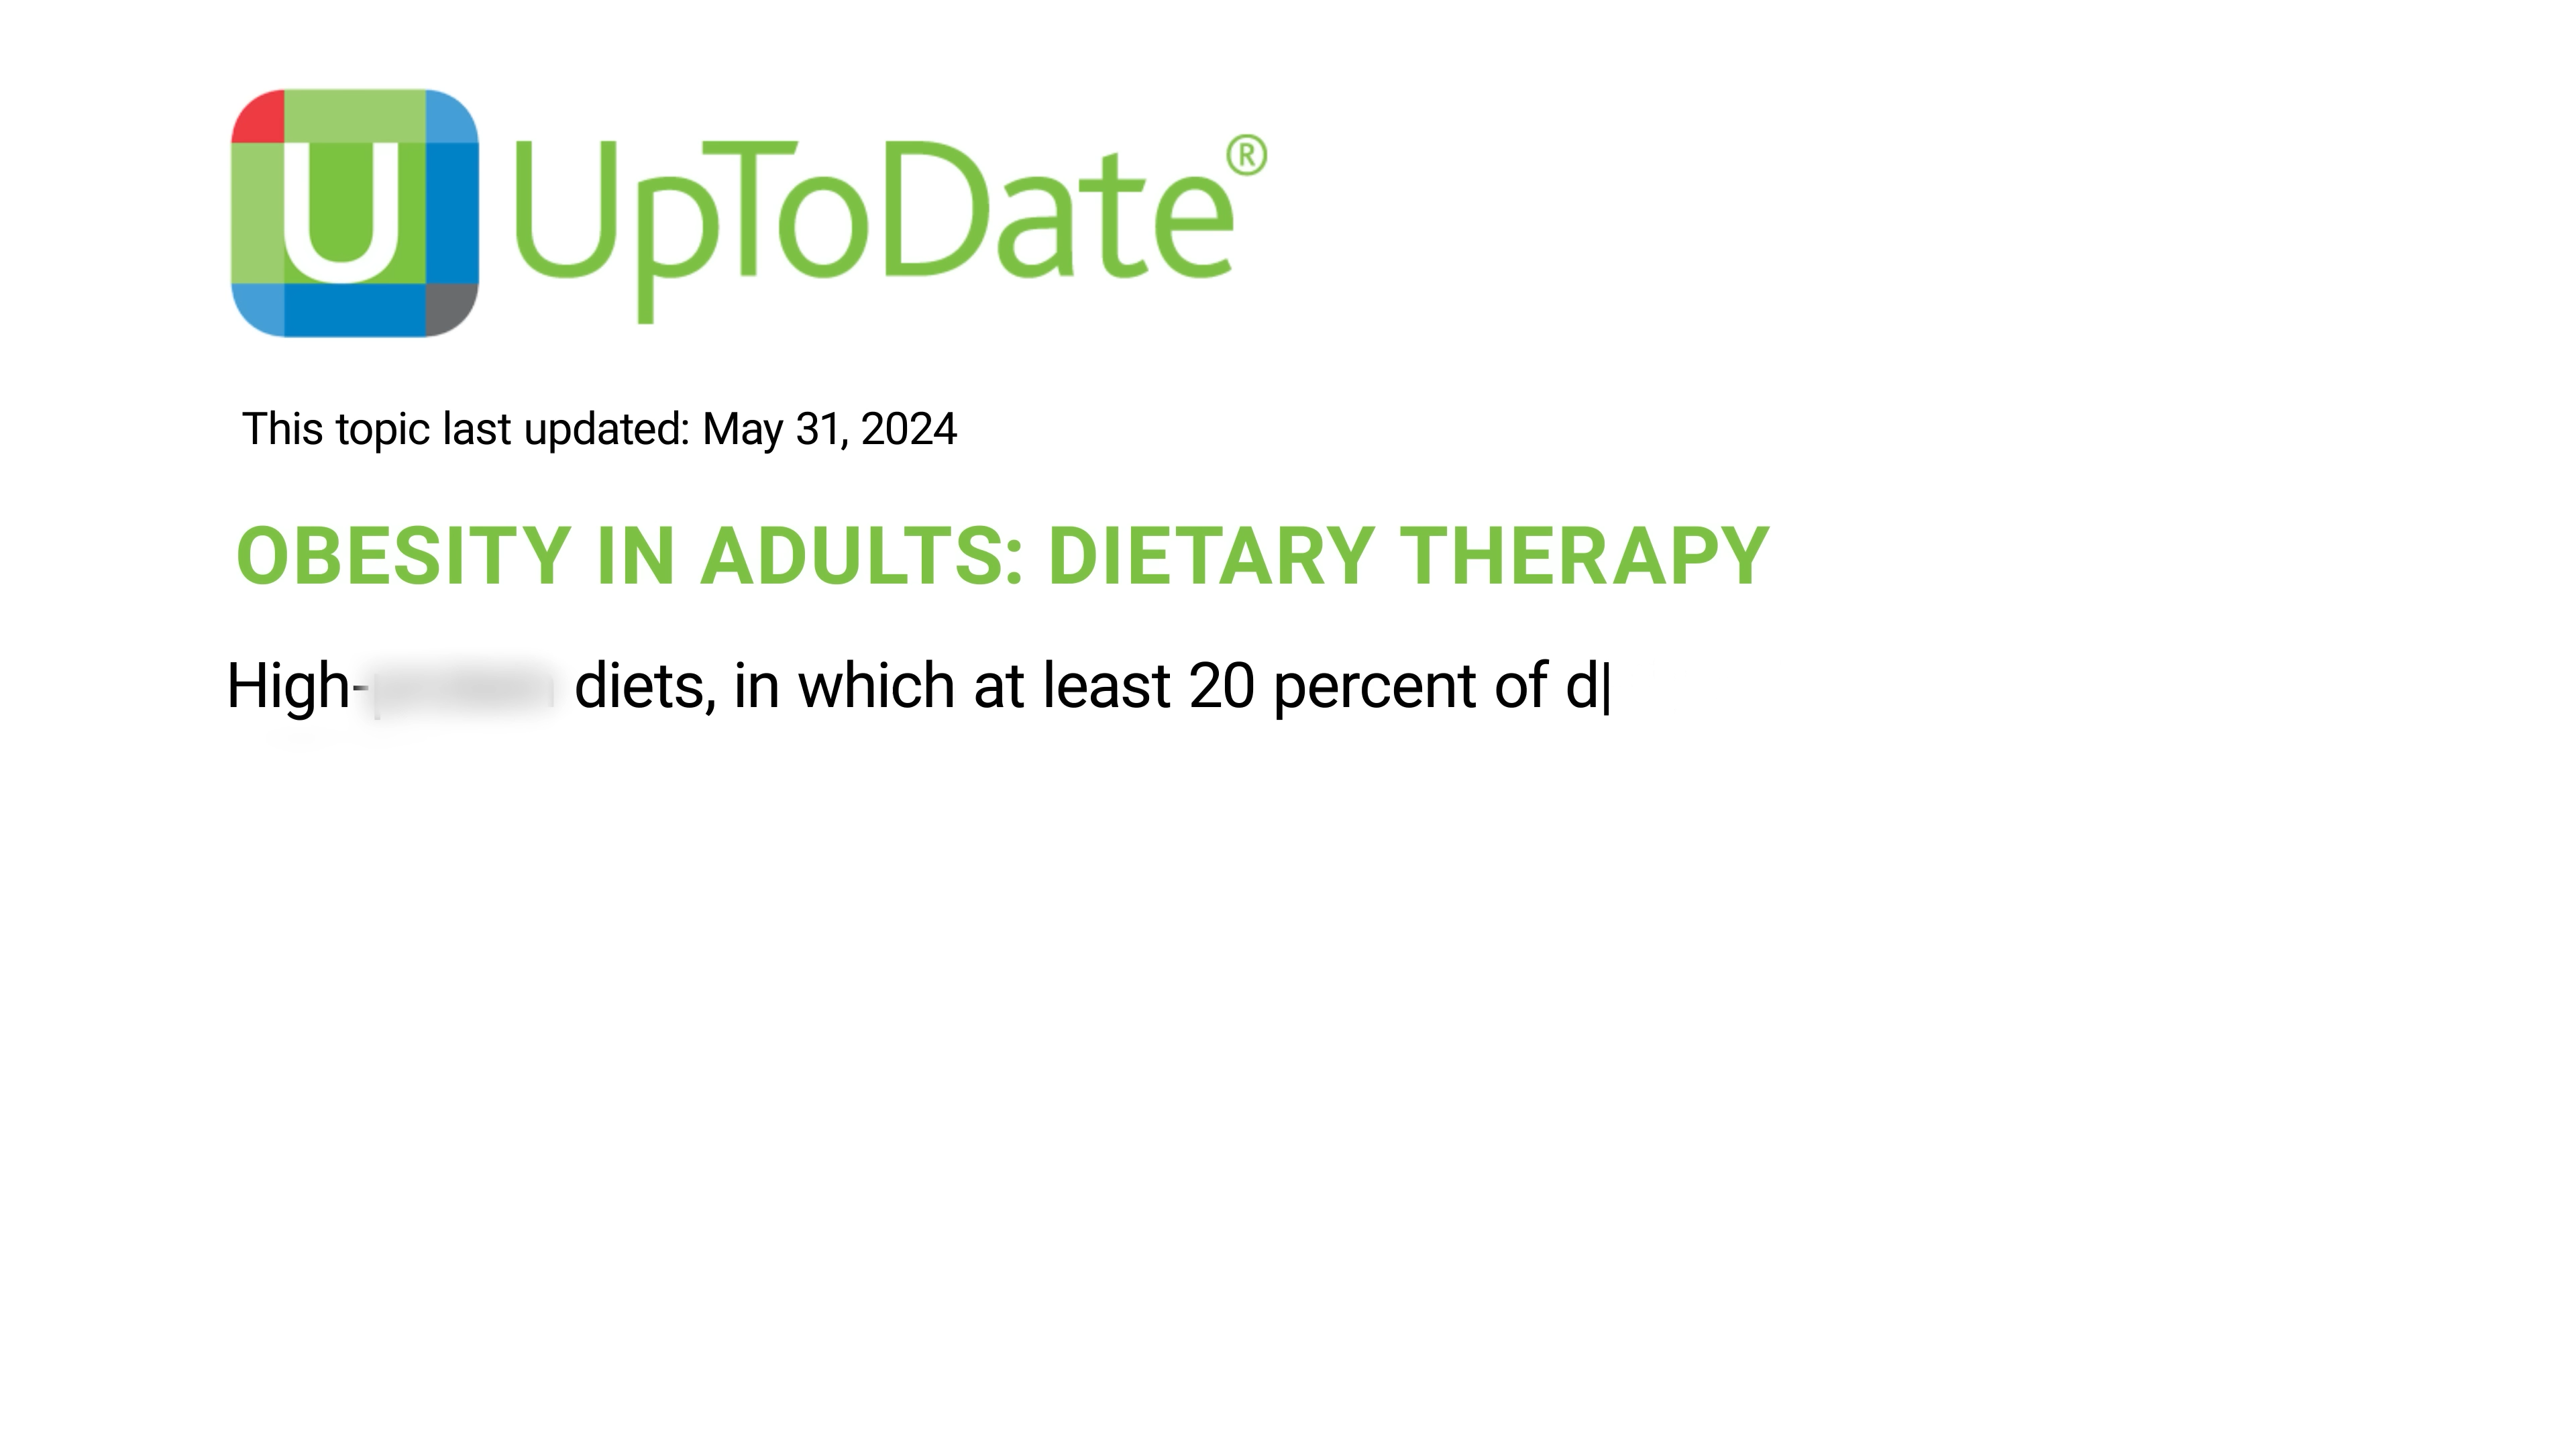 U UpToDate®
This topic last updated: May 31, 2024
OBESITY IN ADULTS: DIETARY THERAPY
High- diets, in which at least 20 percent of d|